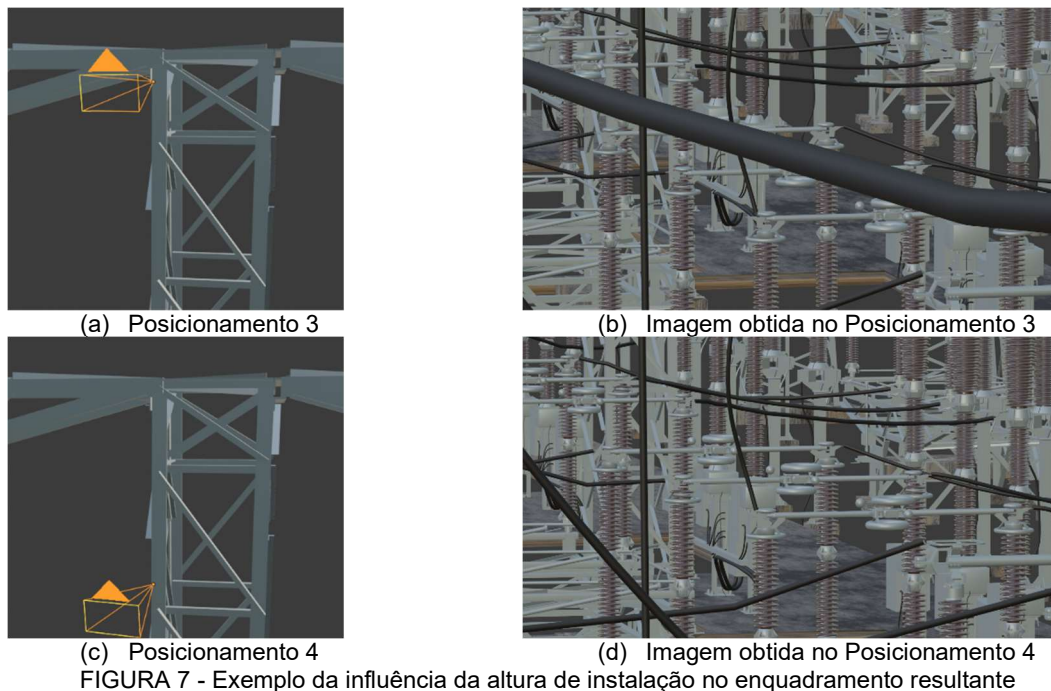 (a) Posicionamento 3
(b) Imagem obtida no Posicionamento 3
(c) Posicionamento 4
(d) Imagem obtida no Posicionamento 4
FIGURA 7 - Exemplo da influência da altura de instalação no enquadramento resultante